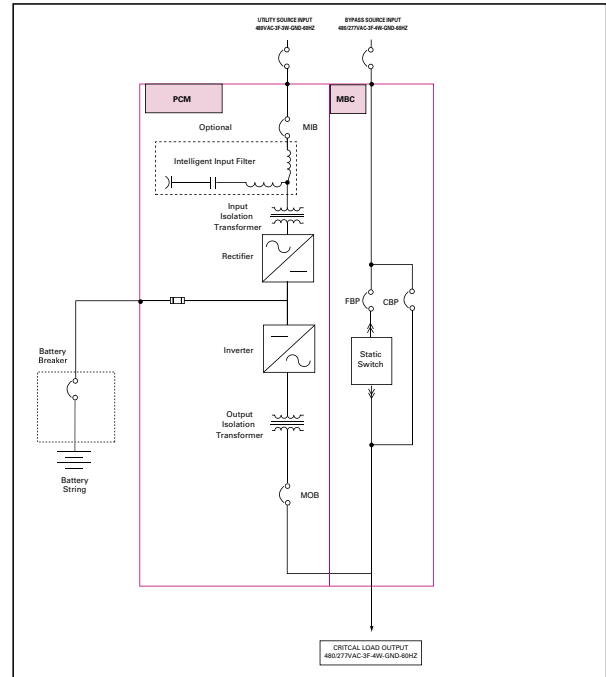 UTILITY SOURCE INPUT
480VAC-3F-3W-GND-60HZ
BYPASS SOURCE INPUT
480/277VAC-3F-4W-GND-60HZ
PCM
MBC
Optional
MIB
Intelligent Input Filter
Input
Isolation
Transformer
Rectifier
FBP
CBP
Battery
Breaker
Inverter
Static
Switch
Output
Isolation
Transformer
Battery
String
MOB
CRITCAL LOAD OUTPUT
480/277VAC-3F-4W-GND-60HZ